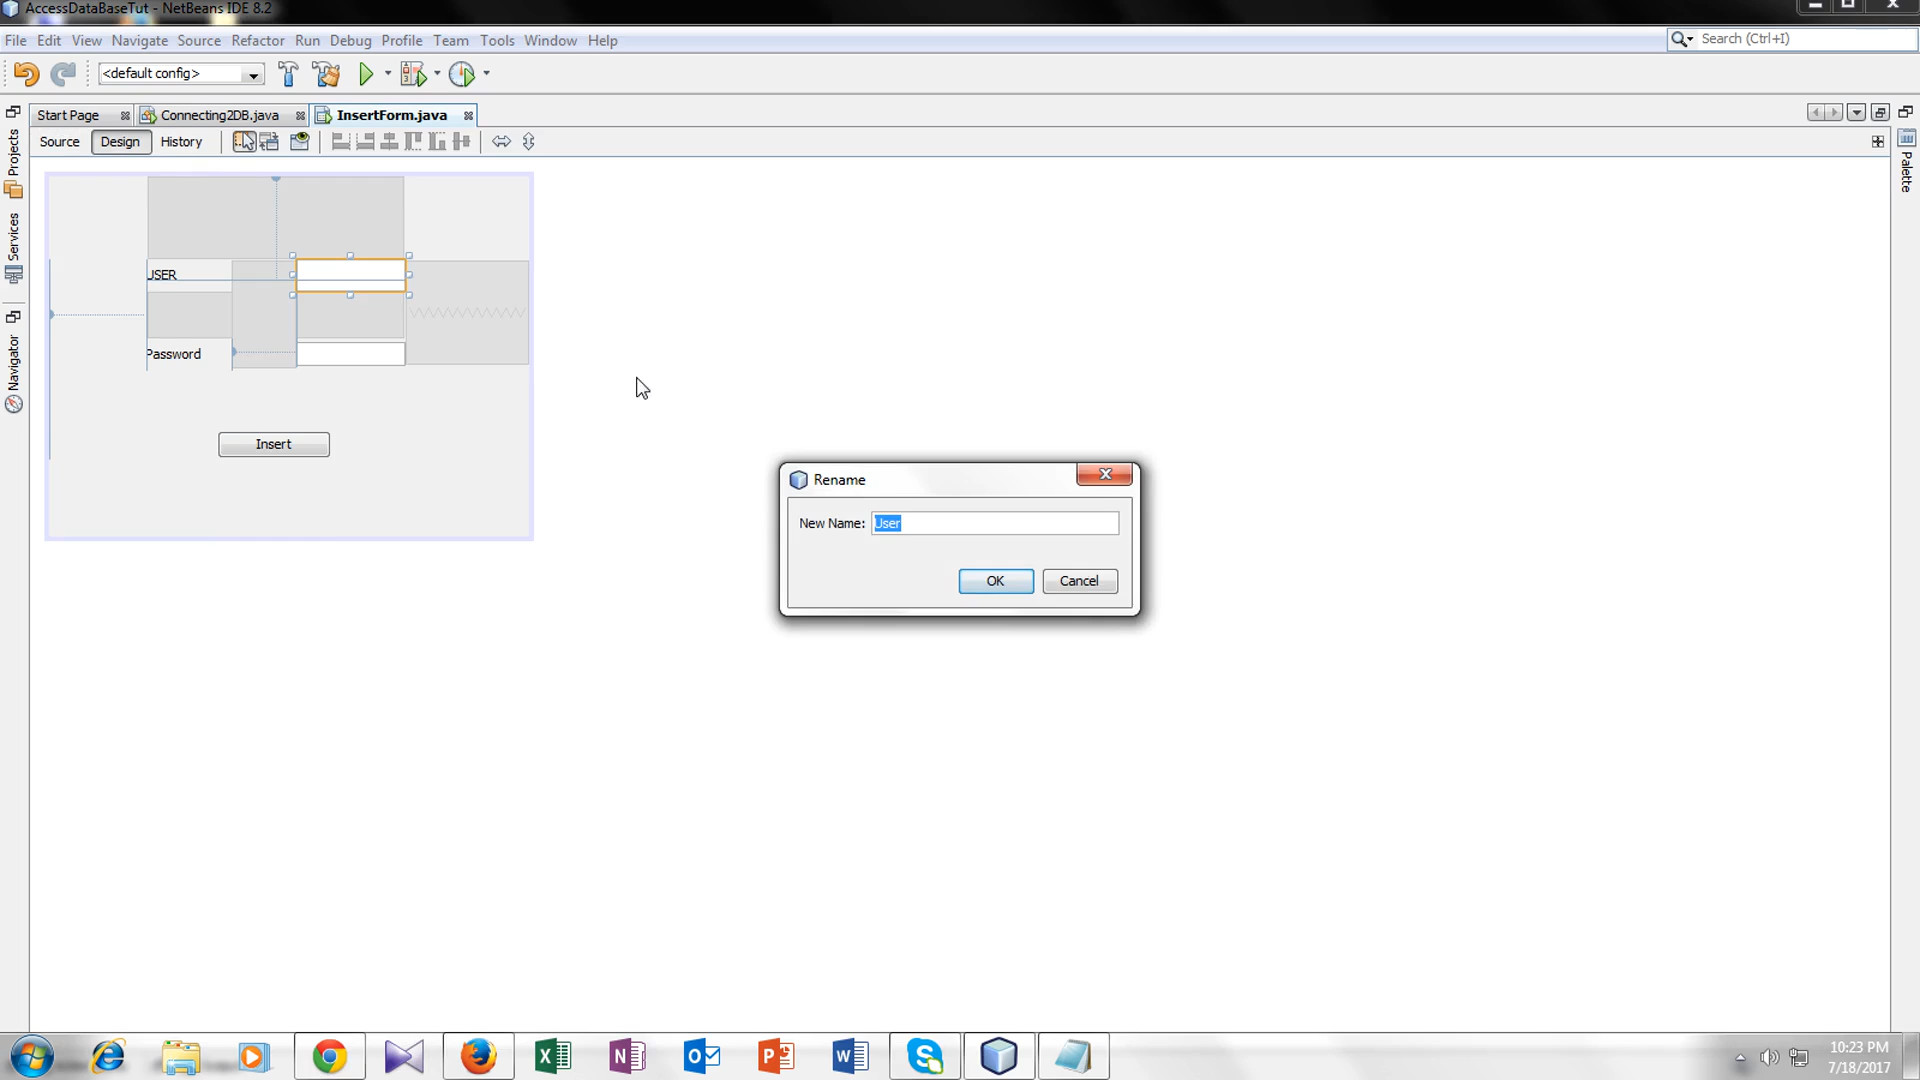 AccessDataBaseTut - NetBeans IDE 8.2
File Edit View Navigate Source Refactor Run Debug Profile Team Tools Window Help
Search (Ctrl+I)
<default config>
Start Page Connecting2DB.java InsertForm.java
Source Design History
Projects
Services
Navigator
Palette
USER
Password
Insert
Rename
New Name: User
OK Cancel
10:23 PM
7/18/2017